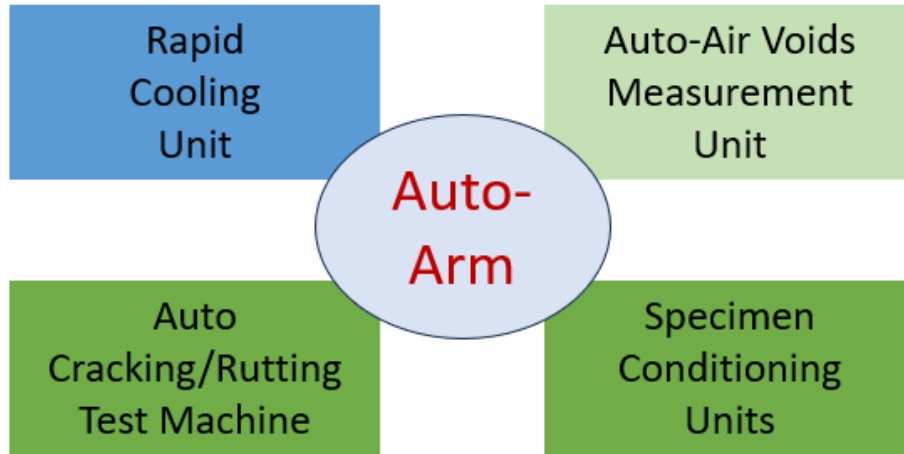 Rapid
Cooling
Unit
Auto-Air Voids
Measurement
Unit
Auto-
Arm
Auto
Cracking/Rutting
Test Machine
Specimen
Conditioning
Units